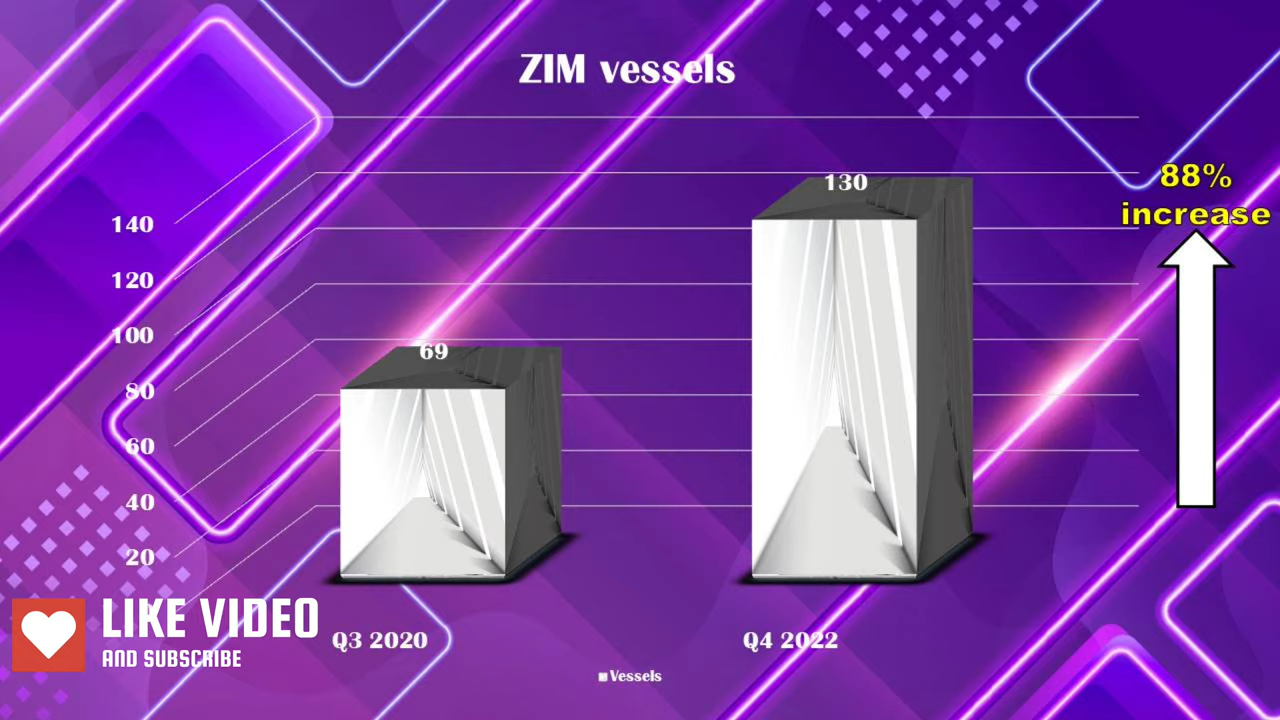 ZIM vessels
88%
increase
130
69
140
120
100
80
60
40
20
LIKE VIDEO
AND SUBSCRIBE
Q3 2020
Q4 2022
Vessels